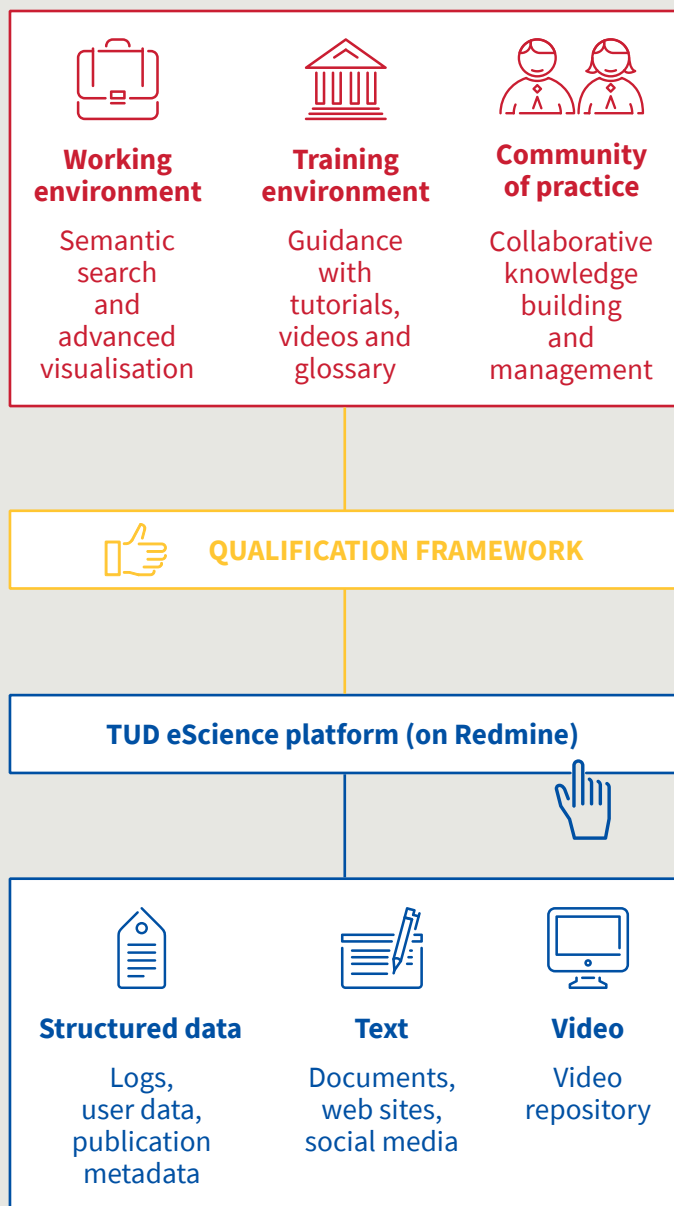 Working
environment
Semantic
search
and
advanced
visualisation
Training
environment
Guidance
with
tutorials,
videos and
glossary
Community
of practice
Collaborative
knowledge
building
and
management
QUALIFICATION FRAMEWORK
TUD eScience platform (on Redmine)
Structured data
Logs,
user data,
publication
metadata
Text
Documents,
web sites,
social media
Video
Video
repository